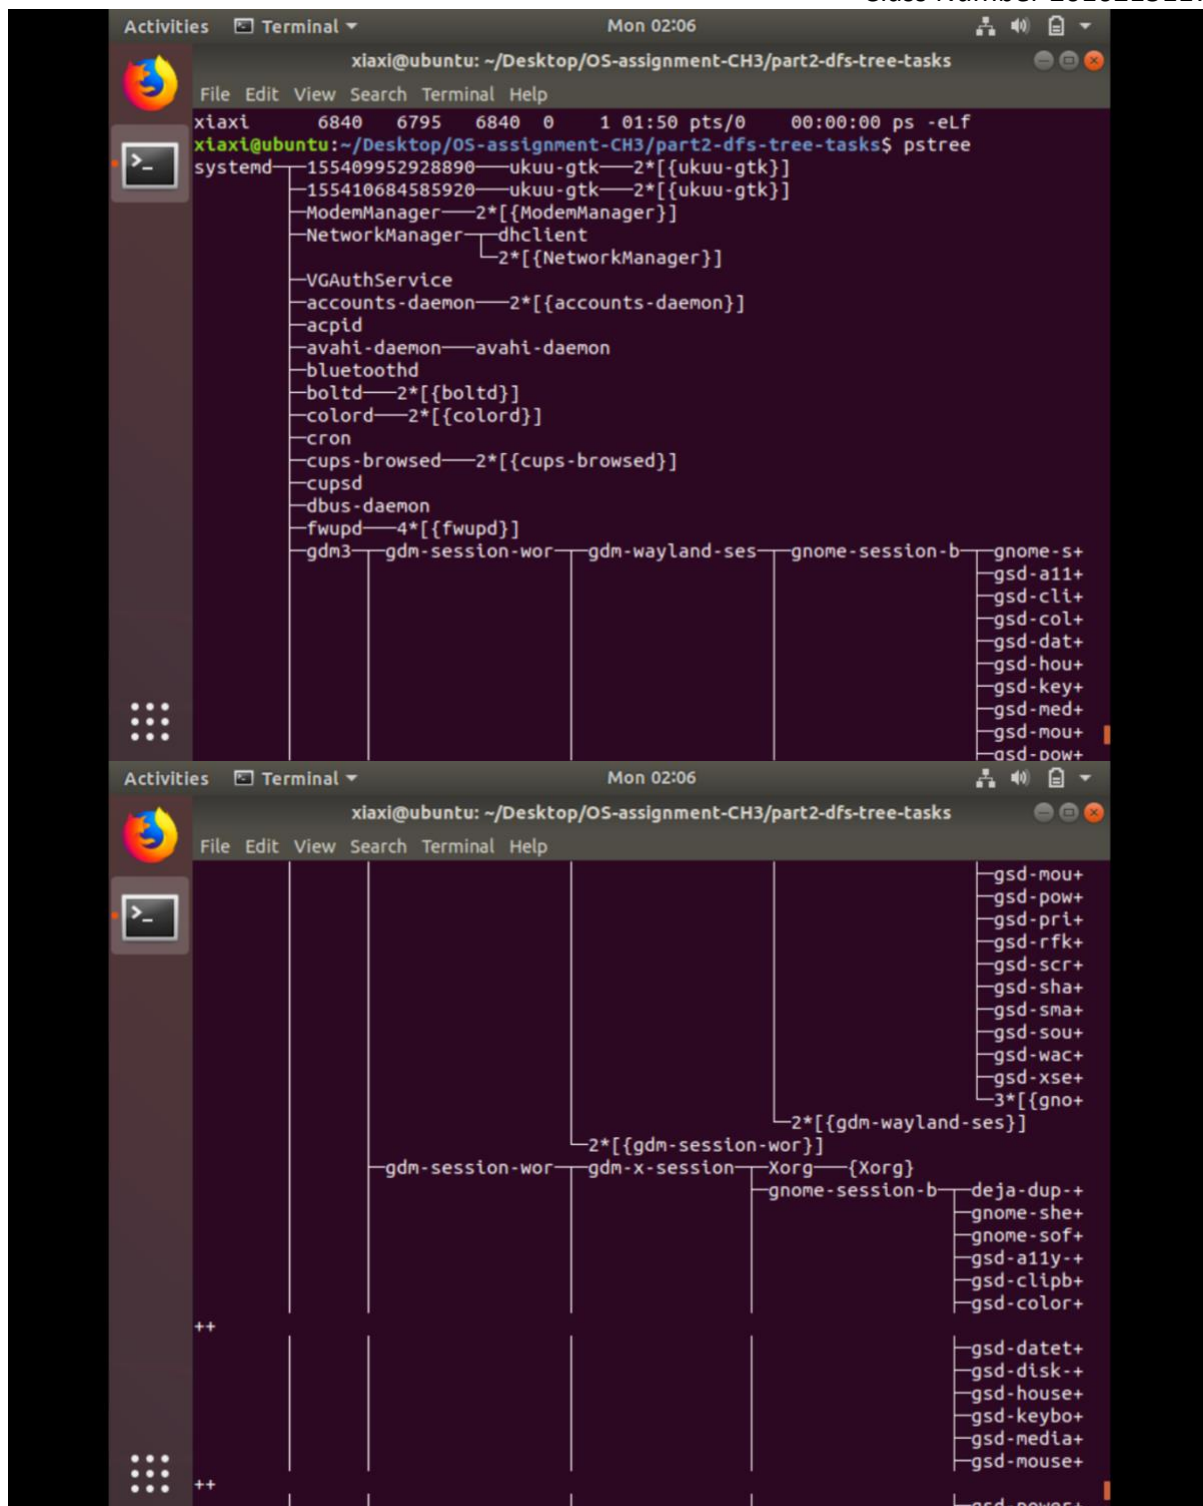 Activities Terminal Mon 02:06
xiaxi@ubuntu: ~/Desktop/OS-assignment-CH3/part2-dfs-tree-tasks
File Edit View Search Terminal Help
xiaxi 6840 6795 6840 0 1 01:50 pts/0 00:00:00 ps -eLf
xiaxi@ubuntu:~/Desktop/OS-assignment-CH3/part2-dfs-tree-tasks$ pstree
systemd─┬─155409952928890───ukuu-gtk───2*[{ukuu-gtk}]
├─155410684585920───ukuu-gtk───2*[{ukuu-gtk}]
├─ModemManager───2*[{ModemManager}]
├─NetworkManager─┬─dhclient
└─2*[{NetworkManager}]
├─VGAuthService
├─accounts-daemon───2*[{accounts-daemon}]
├─acpid
├─avahi-daemon───avahi-daemon
├─bluetoothd
├─boltd───2*[{boltd}]
├─colord───2*[{colord}]
├─cron
├─cups-browsed───2*[{cups-browsed}]
├─cupsd
├─dbus-daemon
├─fwupd───4*[{fwupd}]
├─gdm3─┬─gdm-session-wor─┬─gdm-wayland-ses─┬─gnome-session-b─┬─gnome-s+
├─gsd-a11+
├─gsd-cli+
├─gsd-col+
├─gsd-dat+
├─gsd-hou+
├─gsd-key+
├─gsd-med+
├─gsd-mou+
├─gsd-pow+
Activities Terminal Mon 02:06
xiaxi@ubuntu: ~/Desktop/OS-assignment-CH3/part2-dfs-tree-tasks
File Edit View Search Terminal Help
├─gsd-mou+
├─gsd-pow+
├─gsd-pri+
├─gsd-rfk+
├─gsd-scr+
├─gsd-sha+
├─gsd-sma+
├─gsd-sou+
├─gsd-wac+
├─gsd-xse+
└─3*[{gno+
└─2*[{gdm-wayland-ses}]
└─2*[{gdm-session-wor}]
├─gdm-session-wor─┬─gdm-x-session─┬─Xorg───{Xorg}
├─gnome-session-b─┬─deja-dup-+
├─gnome-she+
├─gnome-sof+
├─gsd-a11y-+
├─gsd-clipb+
├─gsd-color+
++
├─gsd-datet+
├─gsd-disk-+
├─gsd-house+
├─gsd-keybo+
├─gsd-media+
├─gsd-mouse+
++